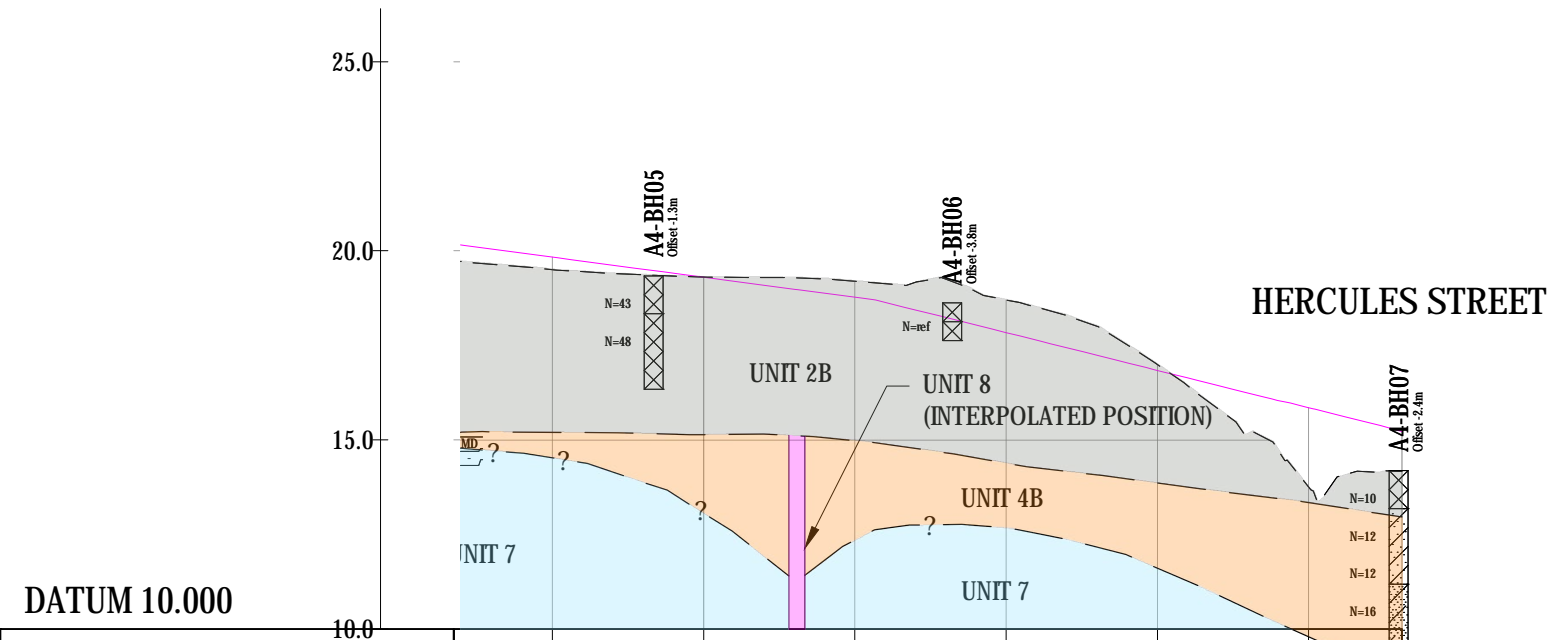 25.0
20.0
15.0
10.0
DATUM 10.000
A4-BH05
Offset -1.3m
N=43
N=48
A4-BH06
Offset -3.8m
N=ref
HERCULES STREET
A4-BH07
Offset -2.4m
N=10
N=12
N=12
N=16
UNIT 2B
UNIT 8
(INTERPOLATED POSITION)
UNIT 4B
MD
-
?
?
?
?
UNIT 7
UNIT 7